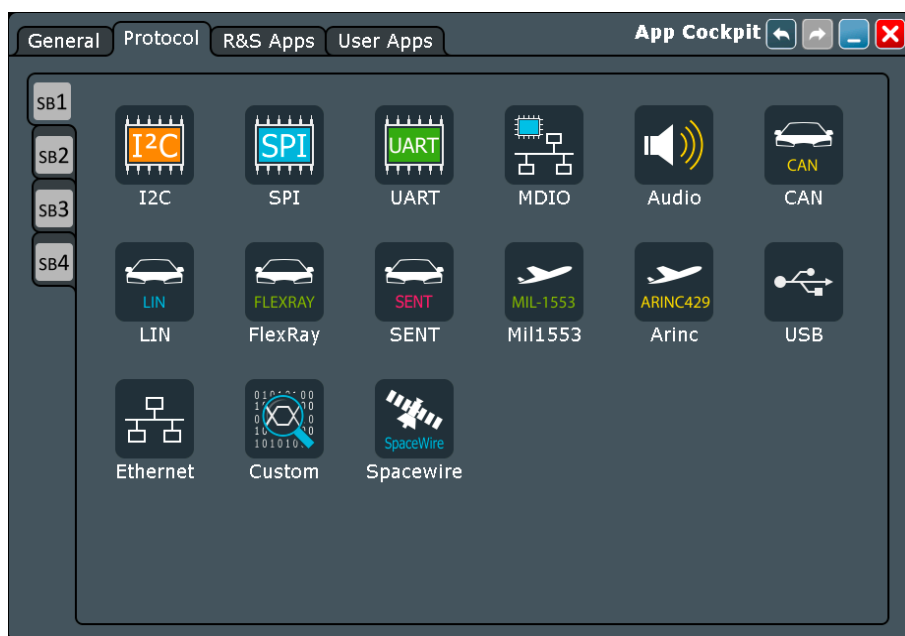 General Protocol R&S Apps User Apps App Cockpit
SB1
SB2
SB3
SB4
I²C SPI UART CAN
I2C SPI UART MDIO Audio CAN
LIN FLEXRAY SENT MIL-1553 ARINC429
LIN FlexRay SENT Mil1553 Arinc USB
SpaceWire
Ethernet Custom Spacewire